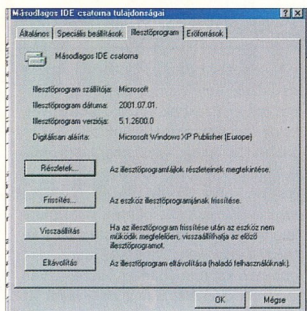 Másodlagos IDE csatorna tulajdonságai
Általános Speciális beállítások Illesztőprogram Erőforrások
Másodlagos IDE csatorna
Illesztőprogram szállítója: Microsoft
Illesztőprogram dátuma: 2001.07.01.
Illesztőprogram verziója: 5.1.2600.0
Digitálisan aláírta: Microsoft Windows XP Publisher (Europe)
Részletek... Az illesztőprogramfájlok részleteinek megtekintése.
Frissítés... Az eszköz illesztőprogramjának frissítése.
Visszaállítás Ha az illesztőprogram frissítése után az eszköz nem
működik megfelelően, visszaállíthatja az előző
illesztőprogramot.
Eltávolítás Az illesztőprogram eltávolítása (haladó felhasználóknak).
OK Mégse